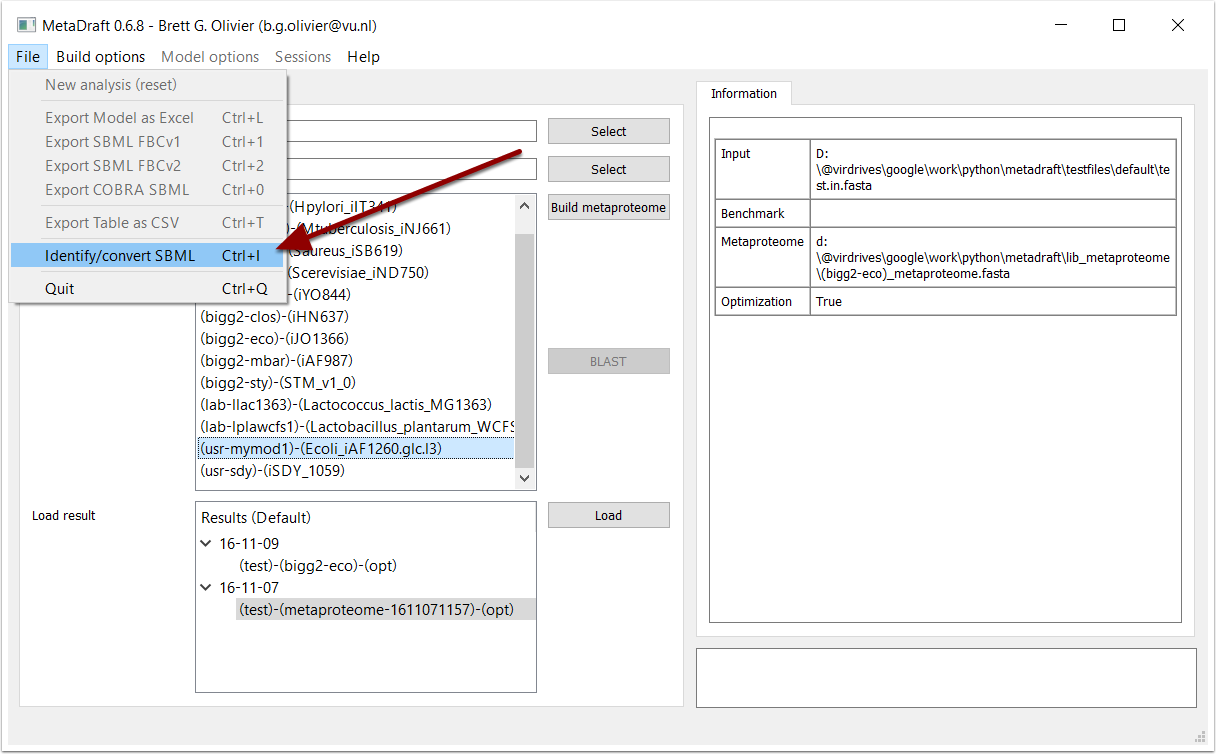 MetaDraft 0.6.8 - Brett G. Olivier (b.g.olivier@vu.nl)
File Build options Model options Sessions Help
New analysis (reset)
Export Model as Excel Ctrl+L
Export SBML FBCv1 Ctrl+1
Export SBML FBCv2 Ctrl+2
Export COBRA SBML Ctrl+0
Export Table as CSV Ctrl+T
Identify/convert SBML Ctrl+I
Quit Ctrl+Q
Select
Select
Build metaproteome
(Hpylori_iIT341)
(Mtuberculosis_iNJ661)
(Saureus_iSB619)
(Scerevisiae_iND750)
-(iYO844)
(bigg2-clos)-(iHN637)
(bigg2-eco)-(iJO1366)
(bigg2-mbar)-(iAF987)
(bigg2-sty)-(STM_v1_0)
(lab-llac1363)-(Lactococcus_lactis_MG1363)
(lab-lplawcfs1)-(Lactobacillus_plantarum_WCFS
(usr-mymod1)-(Ecoli_iAF1260.glc.l3)
(usr-sdy)-(iSDY_1059)
BLAST
Load result
Results (Default)
16-11-09
(test)-(bigg2-eco)-(opt)
16-11-07
(test)-(metaproteome-1611071157)-(opt)
Load
Information
Input D:
\@virdrives\google\work\python\metadraft\testfiles\default\te
st.in.fasta
Benchmark
Metaproteome d:
\@virdrives\google\work\python\metadraft\lib_metaproteome
\(bigg2-eco)_metaproteome.fasta
Optimization True